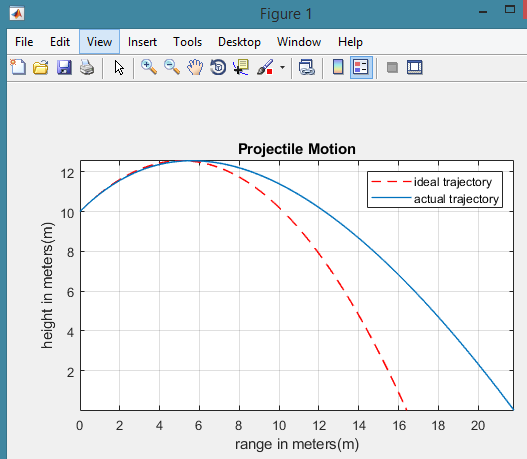 Figure 1
File Edit View Insert Tools Desktop Window Help
Projectile Motion
ideal trajectory
actual trajectory
12
10
8
6
4
2
height in meters(m)
0 2 4 6 8 10 12 14 16 18 20
range in meters(m)